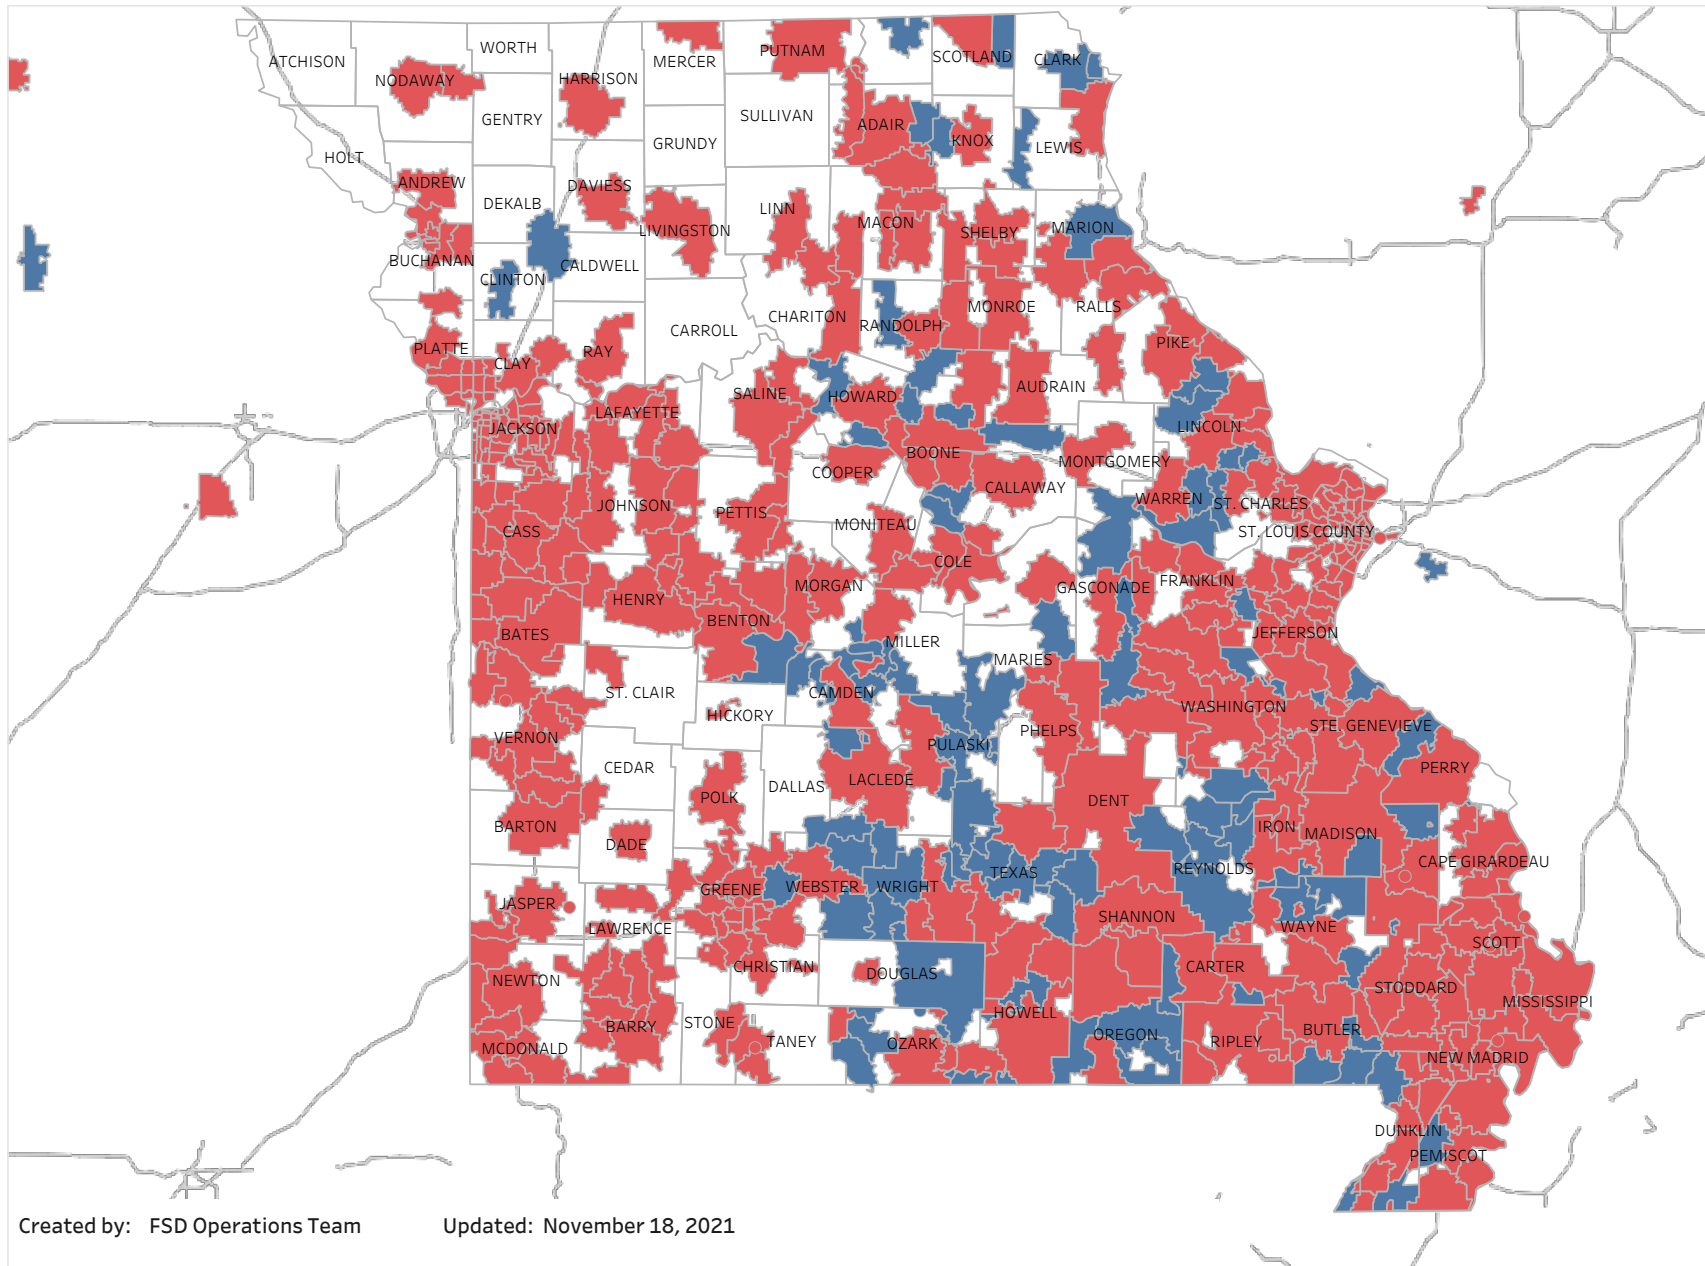 WORTH
ATCHISON
MERCER
PUTNAM
SCOTLAND
CLARK
NODAWAY
HARRISON
GENTRY
SULLIVAN
ADAIR
KNOX
GRUNDY
LEWIS
HOLT
ANDREW
DAVIESS
DEKALB
LINN
MACON
LIVINGSTON
SHELBY
MARION
BUCHANAN
CALDWELL
CLINTON
CHARITON
MONROE
RALLS
RANDOLPH
CARROLL
PLATTE
CLAY
RAY
PIKE
SALINE
HOWARD
AUDRAIN
LAFAYETTE
JACKSON
LINCOLN
BOONE
MONTGOMERY
COOPER
CALLAWAY
WARREN
ST. CHARLES
JOHNSON
PETTIS
MONITEAU
CASS
ST. LOUIS COUNTY
COLE
MORGAN
GASCONADE
FRANKLIN
HENRY
BENTON
BATES
MILLER
JEFFERSON
MARIES
ST. CLAIR
CAMDEN
WASHINGTON
HICKORY
STE. GENEVIEVE
VERNON
PULASKI
PHELPS
CEDAR
LACLEDE
PERRY
DALLAS
POLK
DENT
BARTON
IRON
MADISON
DADE
CAPE GIRARDEAU
REYNOLDS
TEXAS
GREENE
WEBSTER
WRIGHT
JASPER
SHANNON
LAWRENCE
WAYNE
SCOTT
CHRISTIAN
DOUGLAS
CARTER
NEWTON
STODDARD
MISSISSIPPI
HOWELL
STONE
BARRY
OREGON
BUTLER
TANEY
OZARK
RIPLEY
MCDONALD
NEW MADRID
DUNKLIN
PEMISCOT
Created by: FSD Operations Team Updated: November 18, 2021